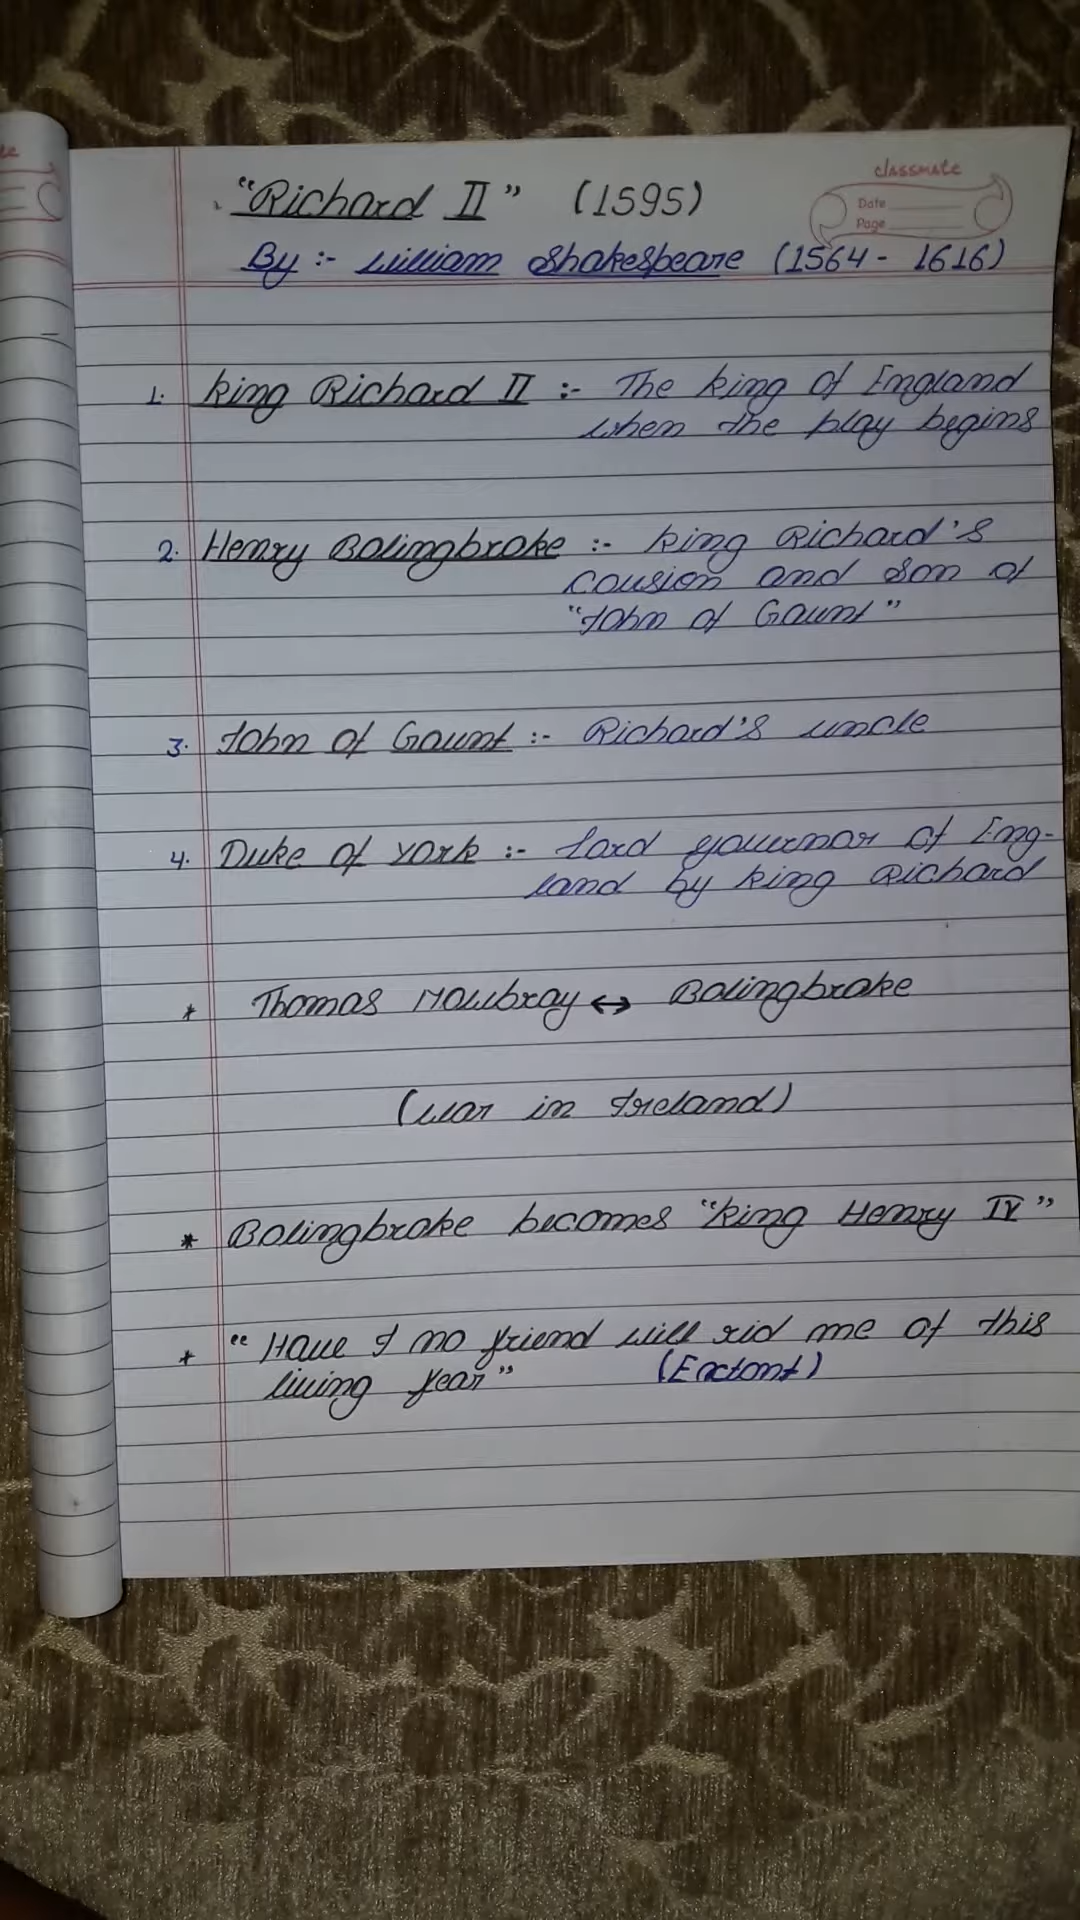 classmate
Date
Page
"Richard II" (1595)
By :- William Shakespeare (1564 - 1616)
1. King Richard II :- The king of England
when the play begins
2. Henry Bolingbroke :- King Richard's
Cousion and Son of
"John of Gaunt"
3. John of Gaunt :- Richard's uncle
4. Duke of York :- Lord governor of Eng-
land by King Richard
* Thomas Mowbray ↔ Bolingbroke
(War in Ireland)
* Bolingbroke becomes "King Henry IV"
* "Have I no friend will rid me of this
living fear" (Exctont)